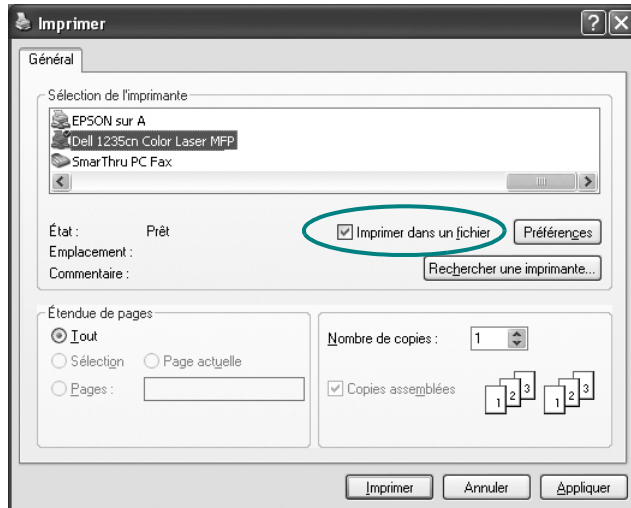 Imprimer
Général
Sélection de l'imprimante
EPSON sur A
Dell 1235cn Color Laser MFP
SmarThru PC Fax
État : Prêt
Imprimer dans un fichier
Préférences
Emplacement :
Commentaire :
Rechercher une imprimante...
Étendue de pages
Tout
Sélection Page actuelle
Pages :
Nombre de copies : 1
Copies assemblées
1 2 3 1 2 3
Imprimer Annuler Appliquer